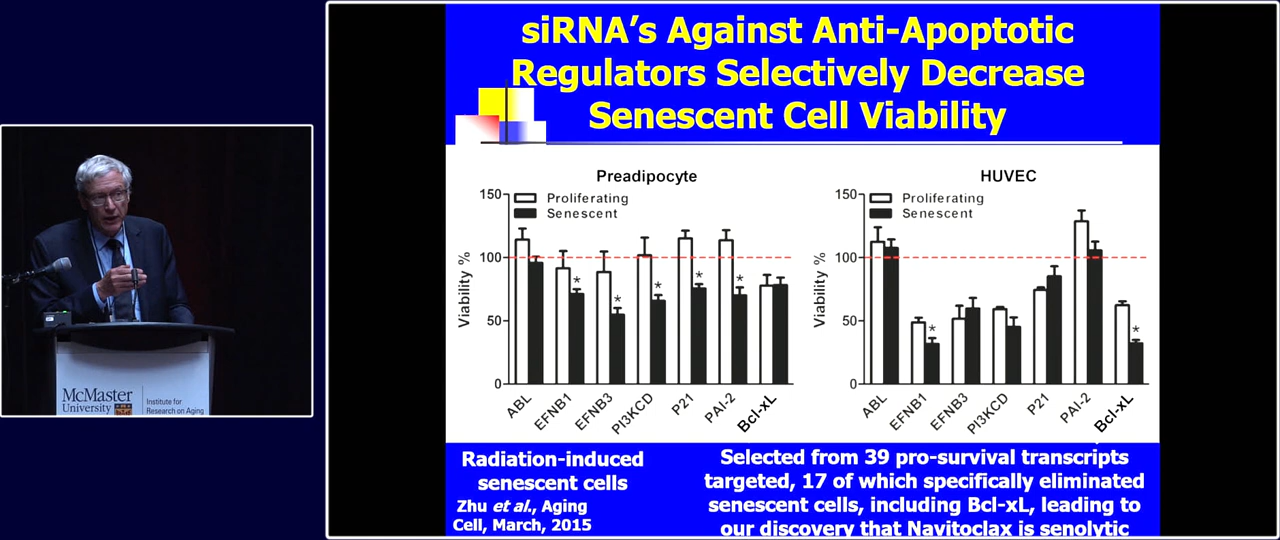 siRNA's Against Anti-Apoptotic
Regulators Selectively Decrease
Senescent Cell Viability
Preadipocyte
150
100
50
0
Viability %
Proliferating
Senescent
*
*
*
*
*
ABL
EFNB1
EFNB3
PI3KCD
P21
PAI-2
Bcl-xL
HUVEC
150
100
50
0
Viability %
Proliferating
Senescent
*
*
ABL
EFNB1
EFNB3
PI3KCD
P21
PAI-2
Bcl-xL
Radiation-induced
senescent cells
Zhu et al., Aging
Cell, March, 2015
Selected from 39 pro-survival transcripts
targeted, 17 of which specifically eliminated
senescent cells, including Bcl-xL, leading to
our discovery that Navitoclax is senolytic
McMaster
University
Institute for
Research on Aging